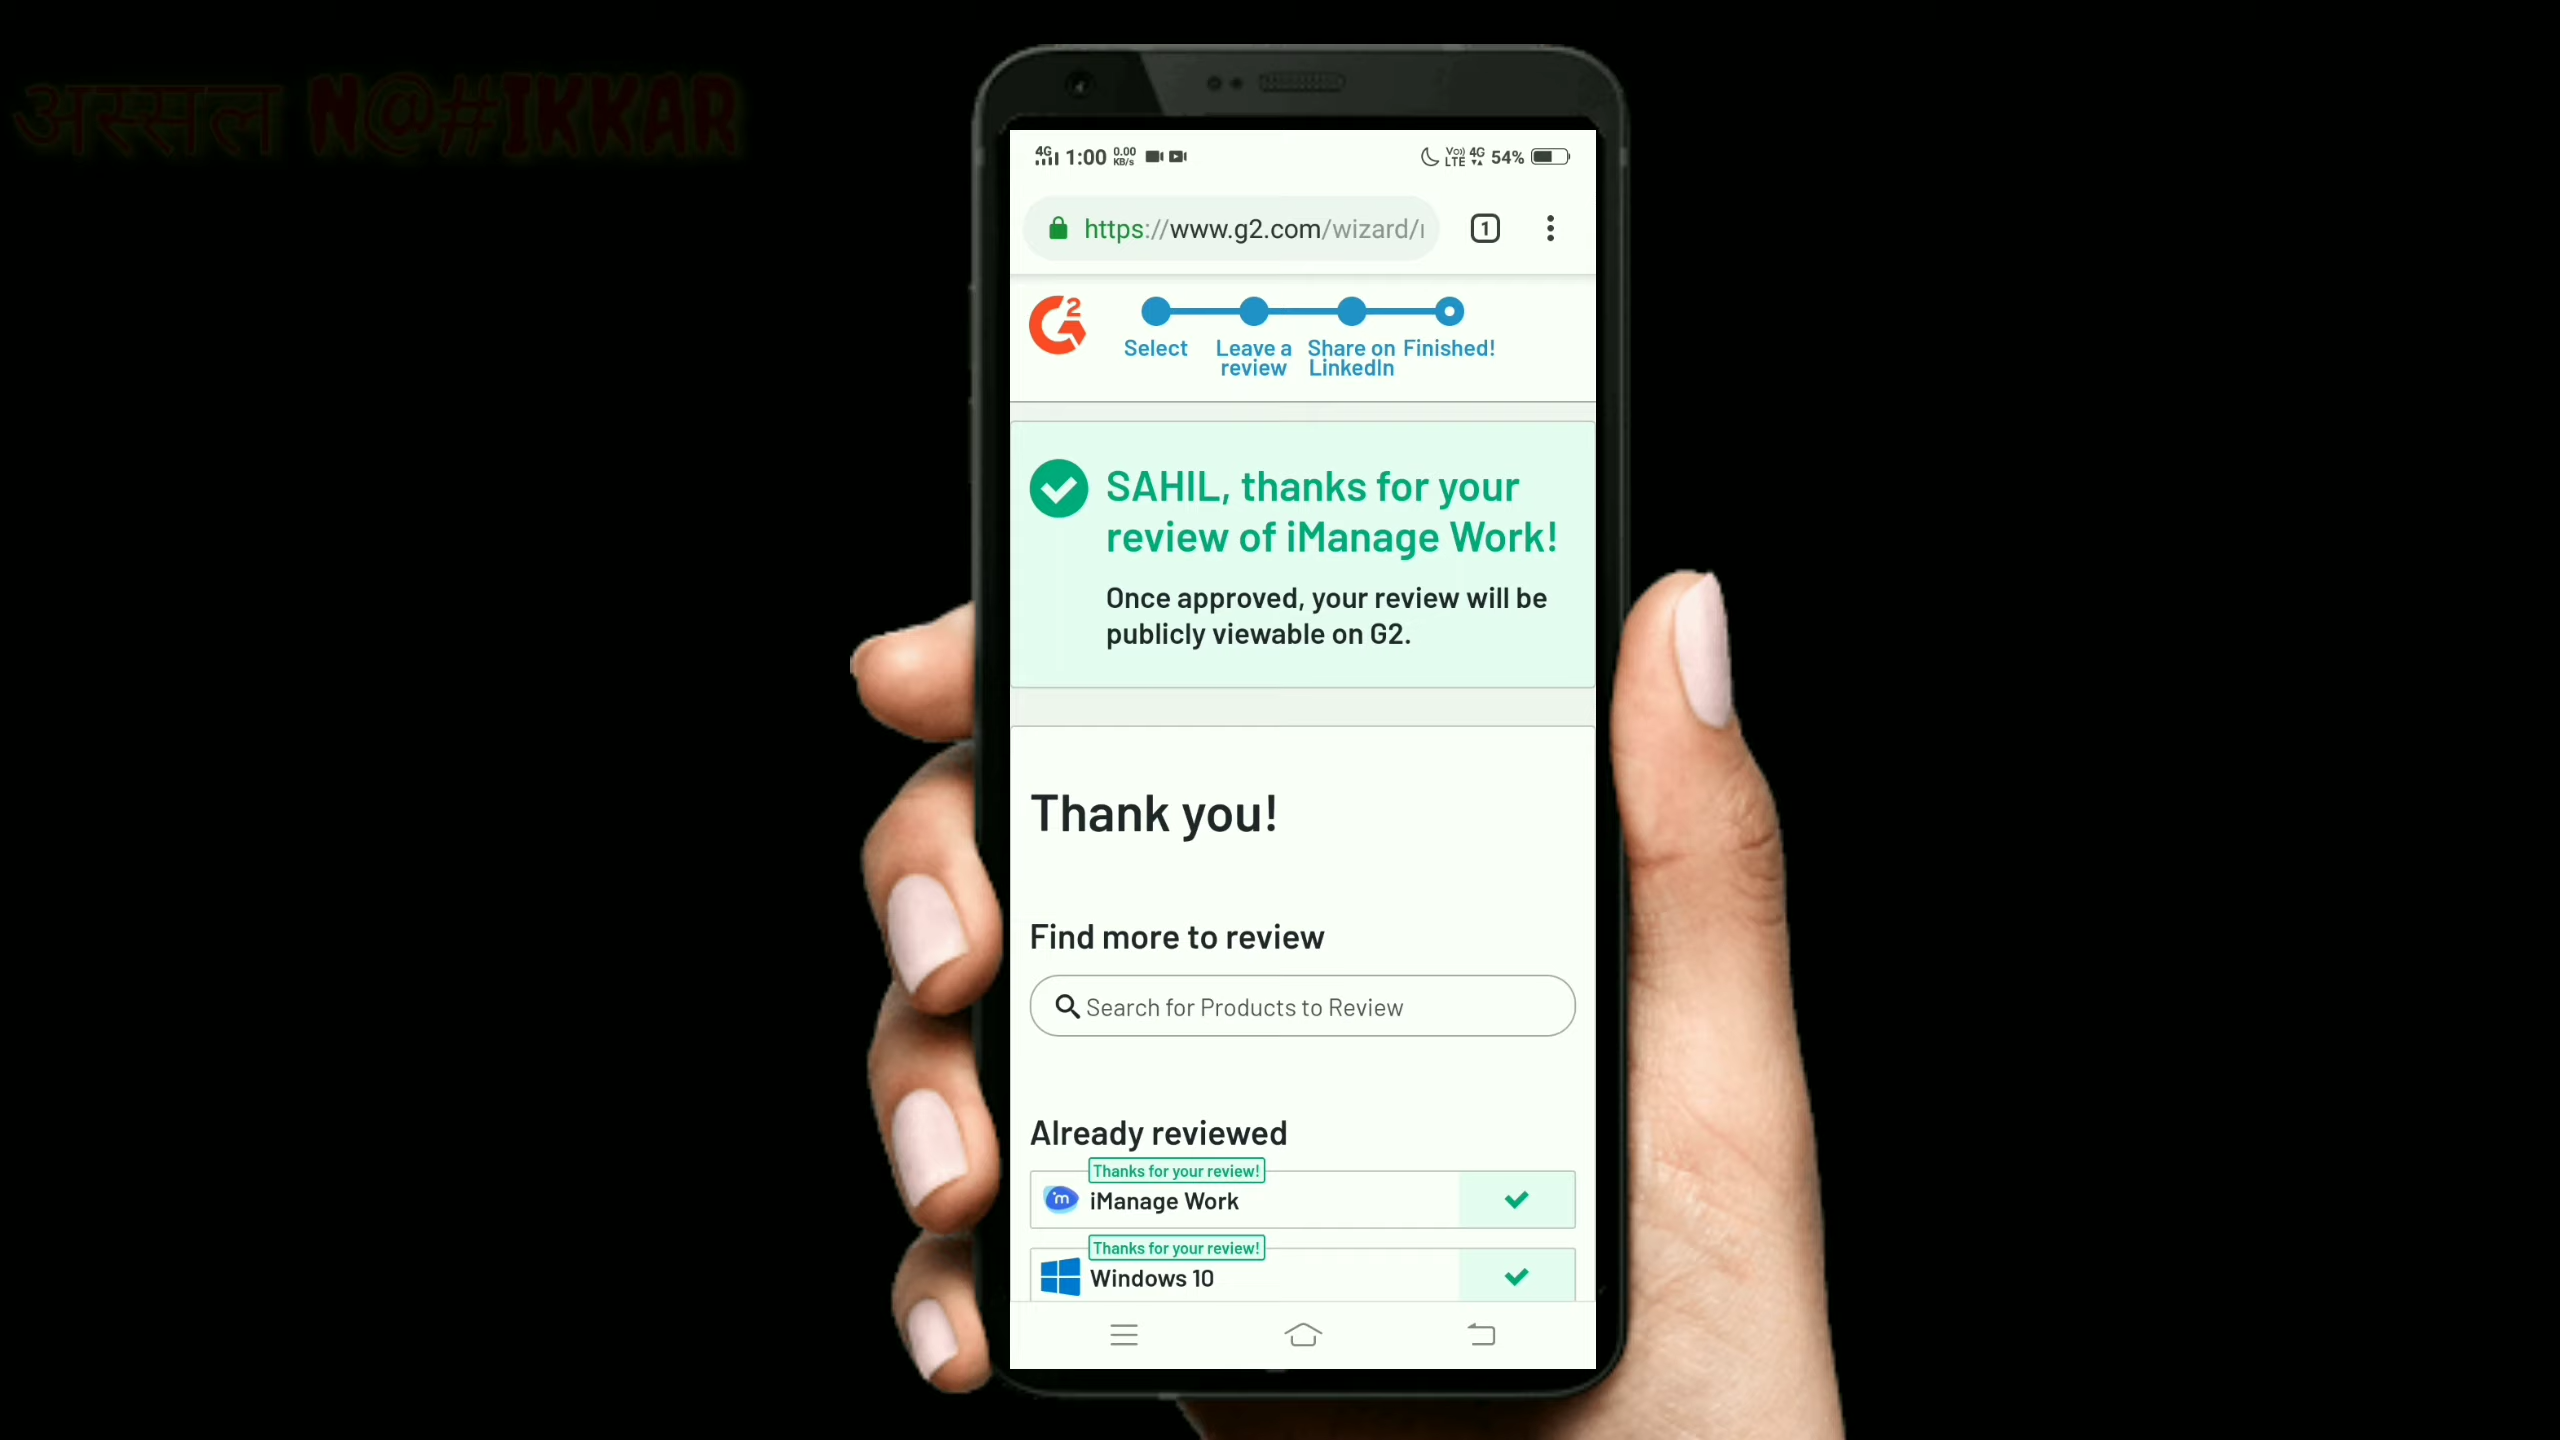 अस्सल N@#IKKAR
4G 1:00 0.00 KB/s VoLTE 4G 54%
https://www.g2.com/wizard/
1
G2
Select Leave a review Share on LinkedIn Finished!
SAHIL, thanks for your
review of iManage Work!
Once approved, your review will be
publicly viewable on G2.
Thank you!
Find more to review
Search for Products to Review
Already reviewed
Thanks for your review!
m iManage Work
Thanks for your review!
Windows 10